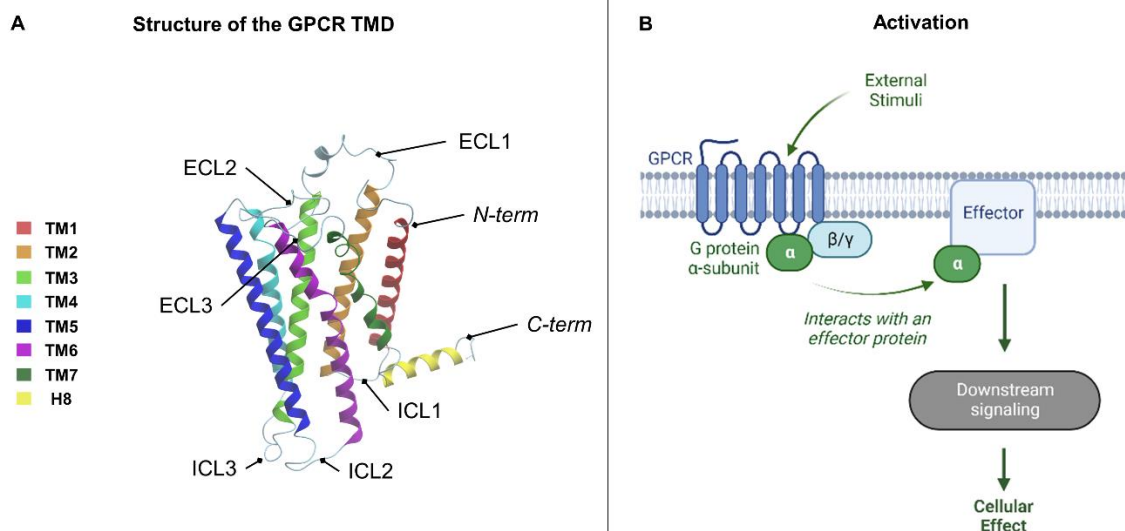 A
Structure of the GPCR TMD
ECL1
ECL2
N-term
TM1
TM2
TM3
TM4
TM5
TM6
TM7
H8
ECL3
C-term
ICL1
ICL3
ICL2
B
Activation
External
Stimuli
GPCR
Effector
G protein
α-subunit
α
β/γ
α
Interacts with an
effector protein
Downstream
signaling
Cellular
Effect